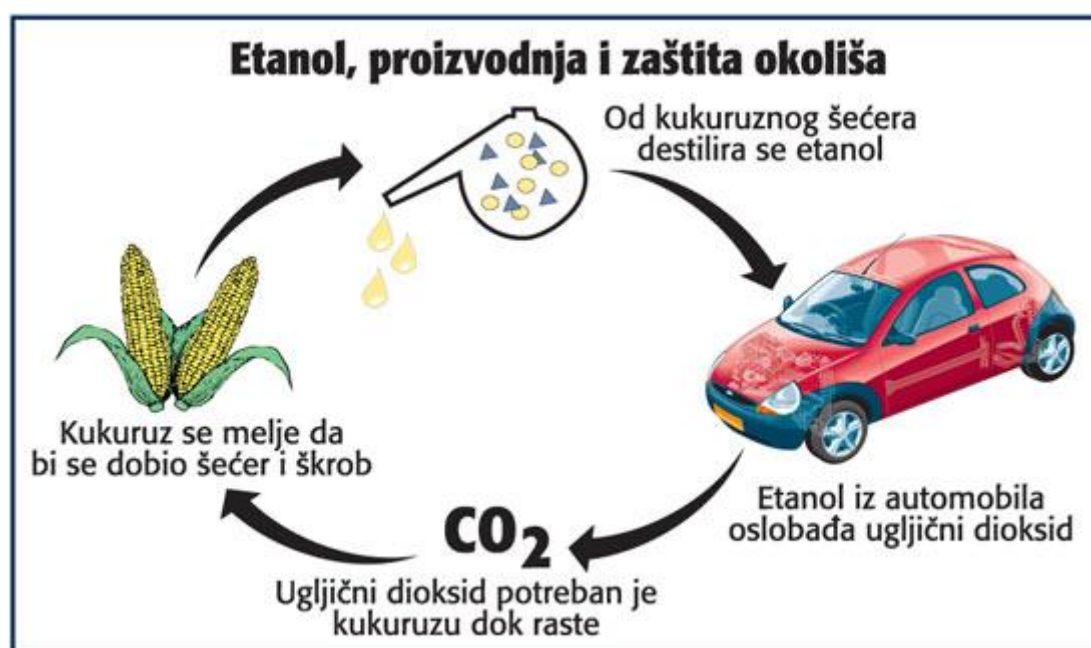 Etanol, proizvodnja i zaštita okoliša
Od kukuruznog šećera
destilira se etanol
Etanol iz automobila
oslobađa ugljični dioksid
CO₂
Ugljični dioksid potreban je
kukuruzu dok raste
Kukuruz se melje da
bi se dobio šećer i škrob